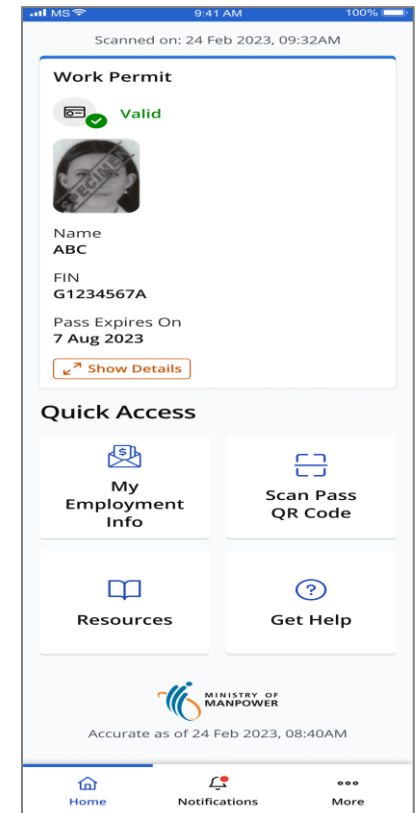 MS 9:41 AM 100%
Scanned on: 24 Feb 2023, 09:32AM
Work Permit
Valid
SPECIMEN
Name
ABC
FIN
G1234567A
Pass Expires On
7 Aug 2023
Show Details
Quick Access
My
Employment
Info
Scan Pass
QR Code
Resources
Get Help
MINISTRY OF
MANPOWER
Accurate as of 24 Feb 2023, 08:40AM
Home Notifications More